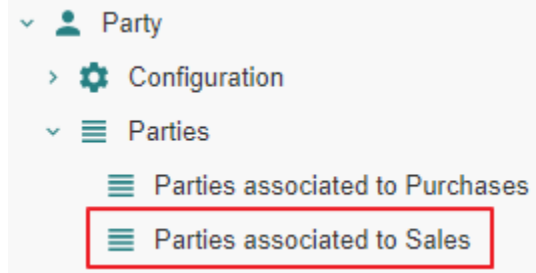 Party
Configuration
Parties
Parties associated to Purchases
Parties associated to Sales